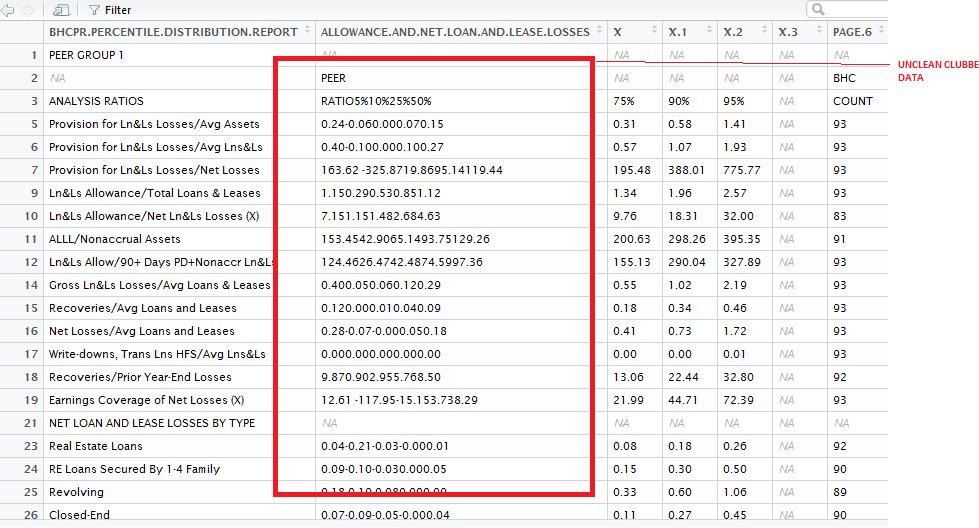 Filter
BHCPR.PERCENTILE.DISTRIBUTION.REPORT ALLOWANCE.AND.NET.LOAN.AND.LEASE.LOSSES X X.1 X.2 X.3 PAGE.6
1 PEER GROUP 1 NA NA NA NA NA NA
2 NA PEER NA NA NA NA BHC
3 ANALYSIS RATIOS RATIO5%10%25%50% 75% 90% 95% NA COUNT
5 Provision for Ln&Ls Losses/Avg Assets 0.24-0.060.000.070.15 0.31 0.58 1.41 NA 93
6 Provision for Ln&Ls Losses/Avg Lns&Ls 0.40-0.100.000.100.27 0.57 1.07 1.93 NA 93
7 Provision for Ln&Ls Losses/Net Losses 163.62 -325.8719.8695.14119.44 195.48 388.01 775.77 NA 93
9 Ln&Ls Allowance/Total Loans & Leases 1.150.290.530.851.12 1.34 1.96 2.57 NA 93
10 Ln&Ls Allowance/Net Ln&Ls Losses (X) 7.151.151.482.684.63 9.76 18.31 32.00 NA 83
11 ALLL/Nonaccrual Assets 153.4542.9065.1493.75129.26 200.63 298.26 395.35 NA 91
12 Ln&Ls Allow/90+ Days PD+Nonaccr Ln&Ls 124.4626.4742.4874.5997.36 155.13 290.04 327.89 NA 93
14 Gross Ln&Ls Losses/Avg Loans & Leases 0.400.050.060.120.29 0.55 1.02 2.19 NA 93
15 Recoveries/Avg Loans and Leases 0.120.000.010.040.09 0.18 0.34 0.46 NA 93
16 Net Losses/Avg Loans and Leases 0.28-0.07-0.000.050.18 0.41 0.73 1.72 NA 93
17 Write-downs, Trans Lns HFS/Avg Lns&Ls 0.000.000.000.000.00 0.00 0.00 0.01 NA 93
18 Recoveries/Prior Year-End Losses 9.870.902.955.768.50 13.06 22.44 32.80 NA 92
19 Earnings Coverage of Net Losses (X) 12.61 -117.95-15.153.738.29 21.99 44.71 72.39 NA 93
21 NET LOAN AND LEASE LOSSES BY TYPE NA NA NA NA NA NA
23 Real Estate Loans 0.04-0.21-0.03-0.000.01 0.08 0.18 0.26 NA 92
24 RE Loans Secured By 1-4 Family 0.09-0.10-0.030.000.05 0.15 0.30 0.50 NA 90
25 Revolving 0.33 0.60 1.06 NA 89
26 Closed-End 0.07-0.09-0.05-0.000.04 0.11 0.27 0.45 NA 90
UNCLEAN CLUBBE
DATA